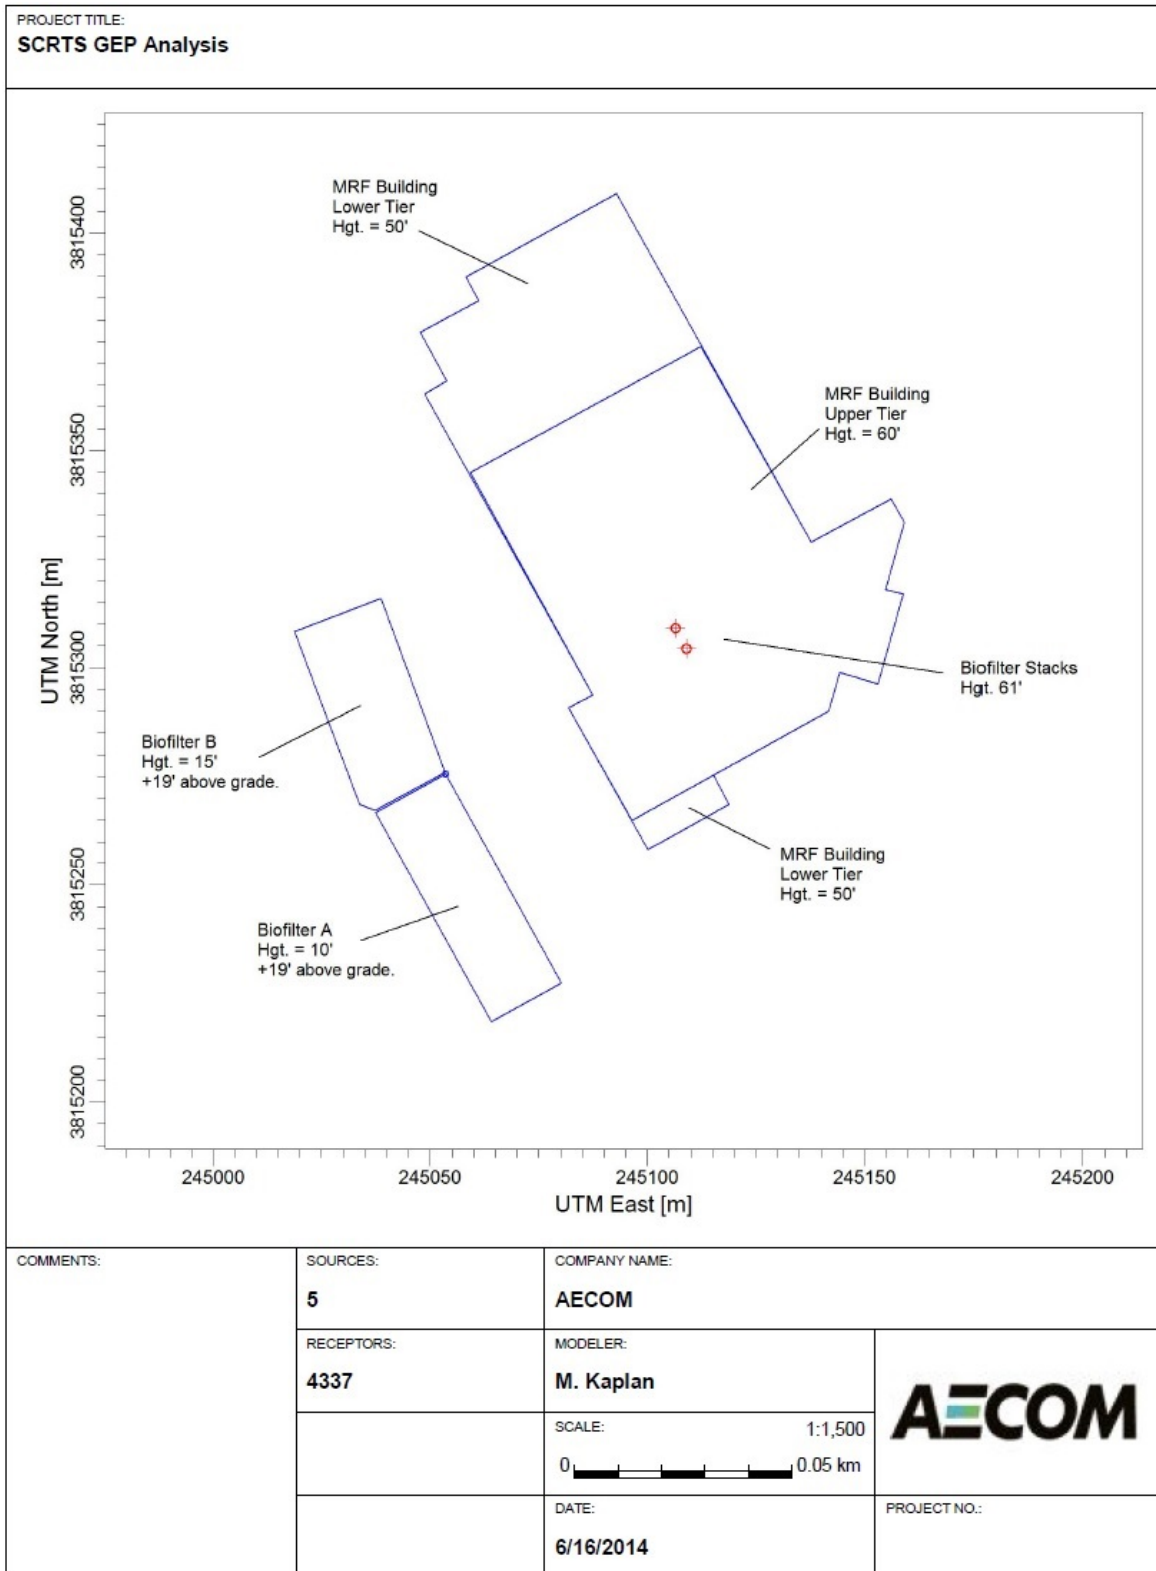 PROJECT TITLE:
SCRTS GEP Analysis
MRF Building
Lower Tier
Hgt. = 50'
MRF Building
Upper Tier
Hgt. = 60'
Biofilter Stacks
Hgt. 61'
Biofilter B
Hgt. = 15'
+19' above grade.
MRF Building
Lower Tier
Hgt. = 50'
Biofilter A
Hgt. = 10'
+19' above grade.
UTM North [m]
3815400
3815350
3815300
3815250
3815200
245000
245050
245100
245150
245200
UTM East [m]
COMMENTS:
SOURCES:
5
COMPANY NAME:
AECOM
RECEPTORS:
4337
MODELER:
M. Kaplan
SCALE:
1:1,500
0
0.05 km
AECOM
DATE:
6/16/2014
PROJECT NO.: